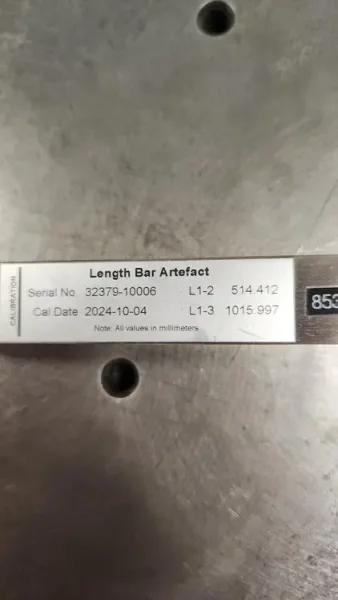 Length Bar Artefact
CALIBRATION
Serial No. 32379-10006 L1-2 514.412
Cal Date 2024-10-04 L1-3 1015.997
Note: All values in millimeters
853